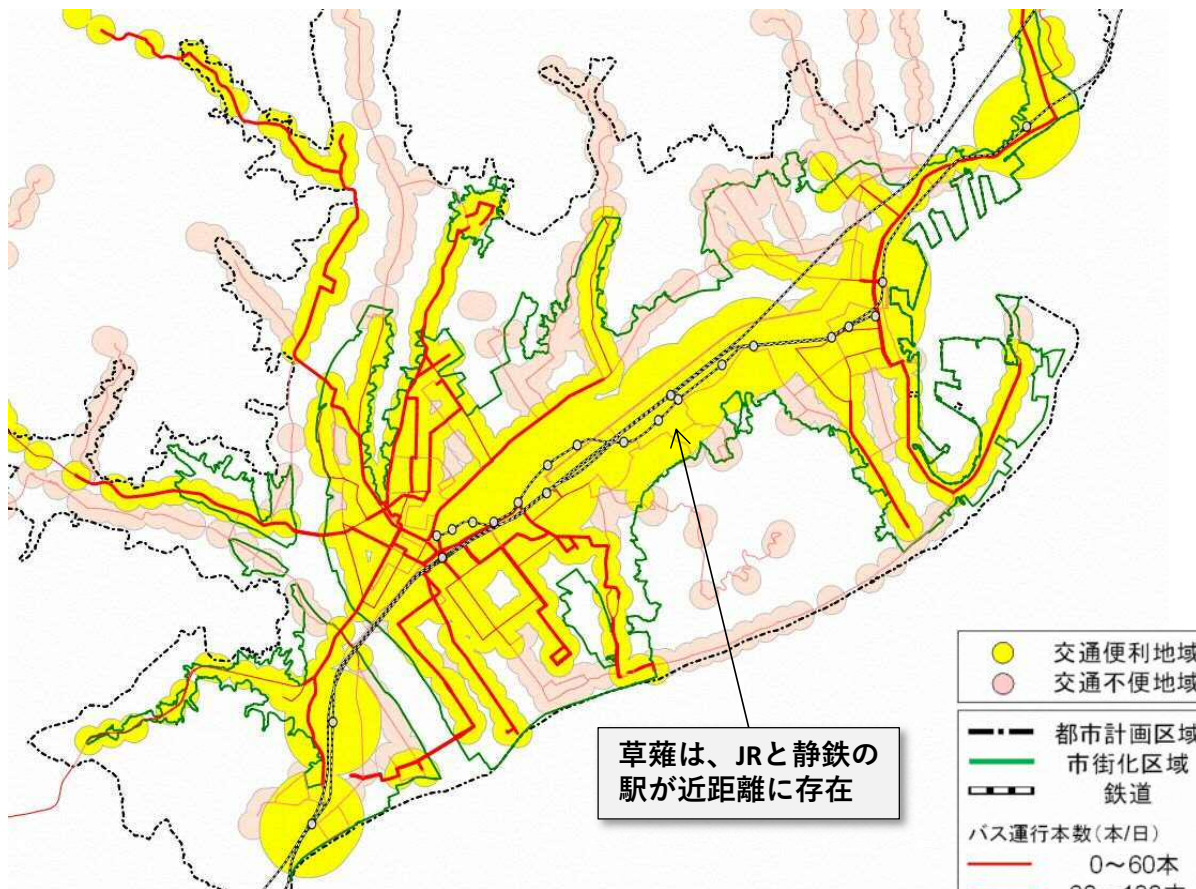 草薙は、JRと静鉄の
駅が近距離に存在
交通便利地域
交通不便地域
都市計画区域
市街化区域
鉄道
バス運行本数(本/日)
0～60本